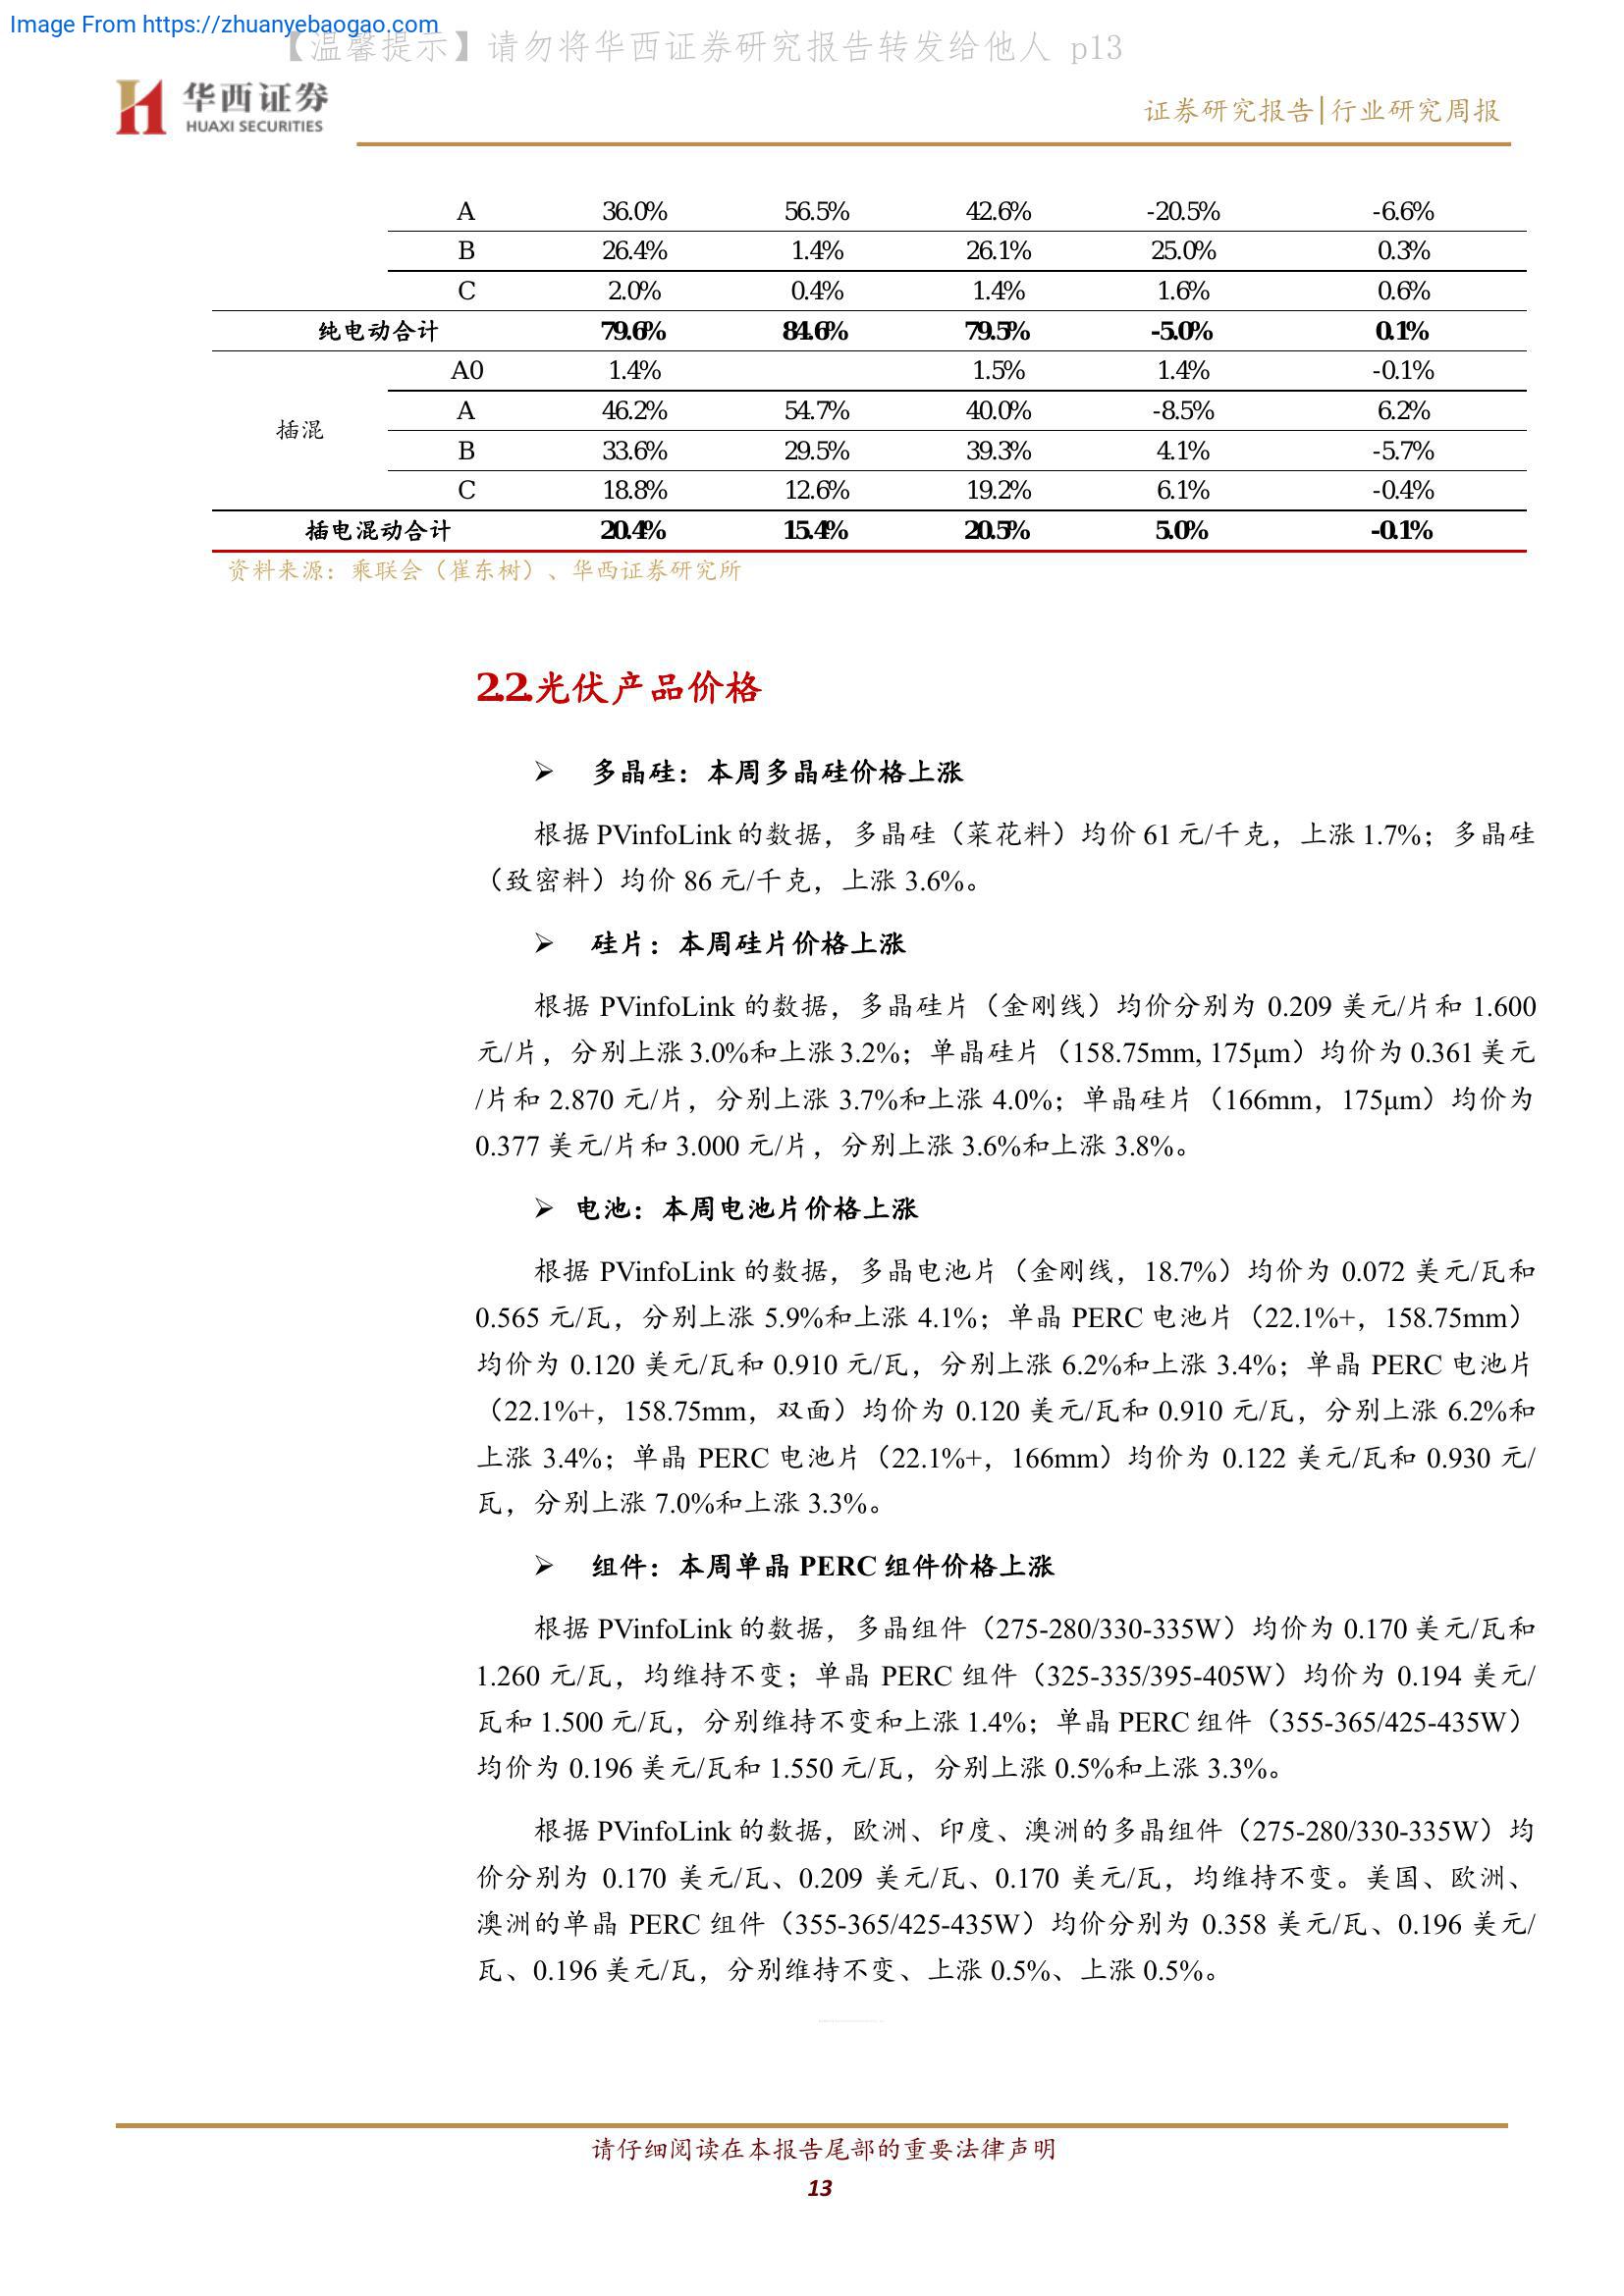 Image From https://zhuanyebaogao.com
【温馨提示】请勿将华西证券研究报告转发给他人 p13
华西证券
HUAXI SECURITIES
证券研究报告|行业研究周报
A 36.0% 56.5% 42.6% -20.5% -6.6%
B 26.4% 1.4% 26.1% 25.0% 0.3%
C 2.0% 0.4% 1.4% 1.6% 0.6%
纯电动合计 79.6% 84.6% 79.5% -5.0% 0.1%
插混
A0 1.4% 1.5% 1.4% -0.1%
A 46.2% 54.7% 40.0% -8.5% 6.2%
B 33.6% 29.5% 39.3% 4.1% -5.7%
C 18.8% 12.6% 19.2% 6.1% -0.4%
插电混动合计 20.4% 15.4% 20.5% 5.0% -0.1%
资料来源：乘联会（崔东树）、华西证券研究所
2.2.光伏产品价格
➢ 多晶硅：本周多晶硅价格上涨
根据 PVinfoLink 的数据，多晶硅（菜花料）均价 61 元/千克，上涨 1.7%；多晶硅
（致密料）均价 86 元/千克，上涨 3.6%。
➢ 硅片：本周硅片价格上涨
根据 PVinfoLink 的数据，多晶硅片（金刚线）均价分别为 0.209 美元/片和 1.600
元/片，分别上涨 3.0%和上涨 3.2%；单晶硅片（158.75mm, 175μm）均价为 0.361 美元
/片和 2.870 元/片，分别上涨 3.7%和上涨 4.0%；单晶硅片（166mm，175μm）均价为
0.377 美元/片和 3.000 元/片，分别上涨 3.6%和上涨 3.8%。
➢ 电池：本周电池片价格上涨
根据 PVinfoLink 的数据，多晶电池片（金刚线，18.7%）均价为 0.072 美元/瓦和
0.565 元/瓦，分别上涨 5.9%和上涨 4.1%；单晶 PERC 电池片（22.1%+，158.75mm）
均价为 0.120 美元/瓦和 0.910 元/瓦，分别上涨 6.2%和上涨 3.4%；单晶 PERC 电池片
（22.1%+，158.75mm，双面）均价为 0.120 美元/瓦和 0.910 元/瓦，分别上涨 6.2%和
上涨 3.4%；单晶 PERC 电池片（22.1%+，166mm）均价为 0.122 美元/瓦和 0.930 元/
瓦，分别上涨 7.0%和上涨 3.3%。
➢ 组件：本周单晶 PERC 组件价格上涨
根据 PVinfoLink 的数据，多晶组件（275-280/330-335W）均价为 0.170 美元/瓦和
1.260 元/瓦，均维持不变；单晶 PERC 组件（325-335/395-405W）均价为 0.194 美元/
瓦和 1.500 元/瓦，分别维持不变和上涨 1.4%；单晶 PERC 组件（355-365/425-435W）
均价为 0.196 美元/瓦和 1.550 元/瓦，分别上涨 0.5%和上涨 3.3%。
根据 PVinfoLink 的数据，欧洲、印度、澳洲的多晶组件（275-280/330-335W）均
价分别为 0.170 美元/瓦、0.209 美元/瓦、0.170 美元/瓦，均维持不变。美国、欧洲、
澳洲的单晶 PERC 组件（355-365/425-435W）均价分别为 0.358 美元/瓦、0.196 美元/
瓦、0.196 美元/瓦，分别维持不变、上涨 0.5%、上涨 0.5%。
请仔细阅读在本报告尾部的重要法律声明
13